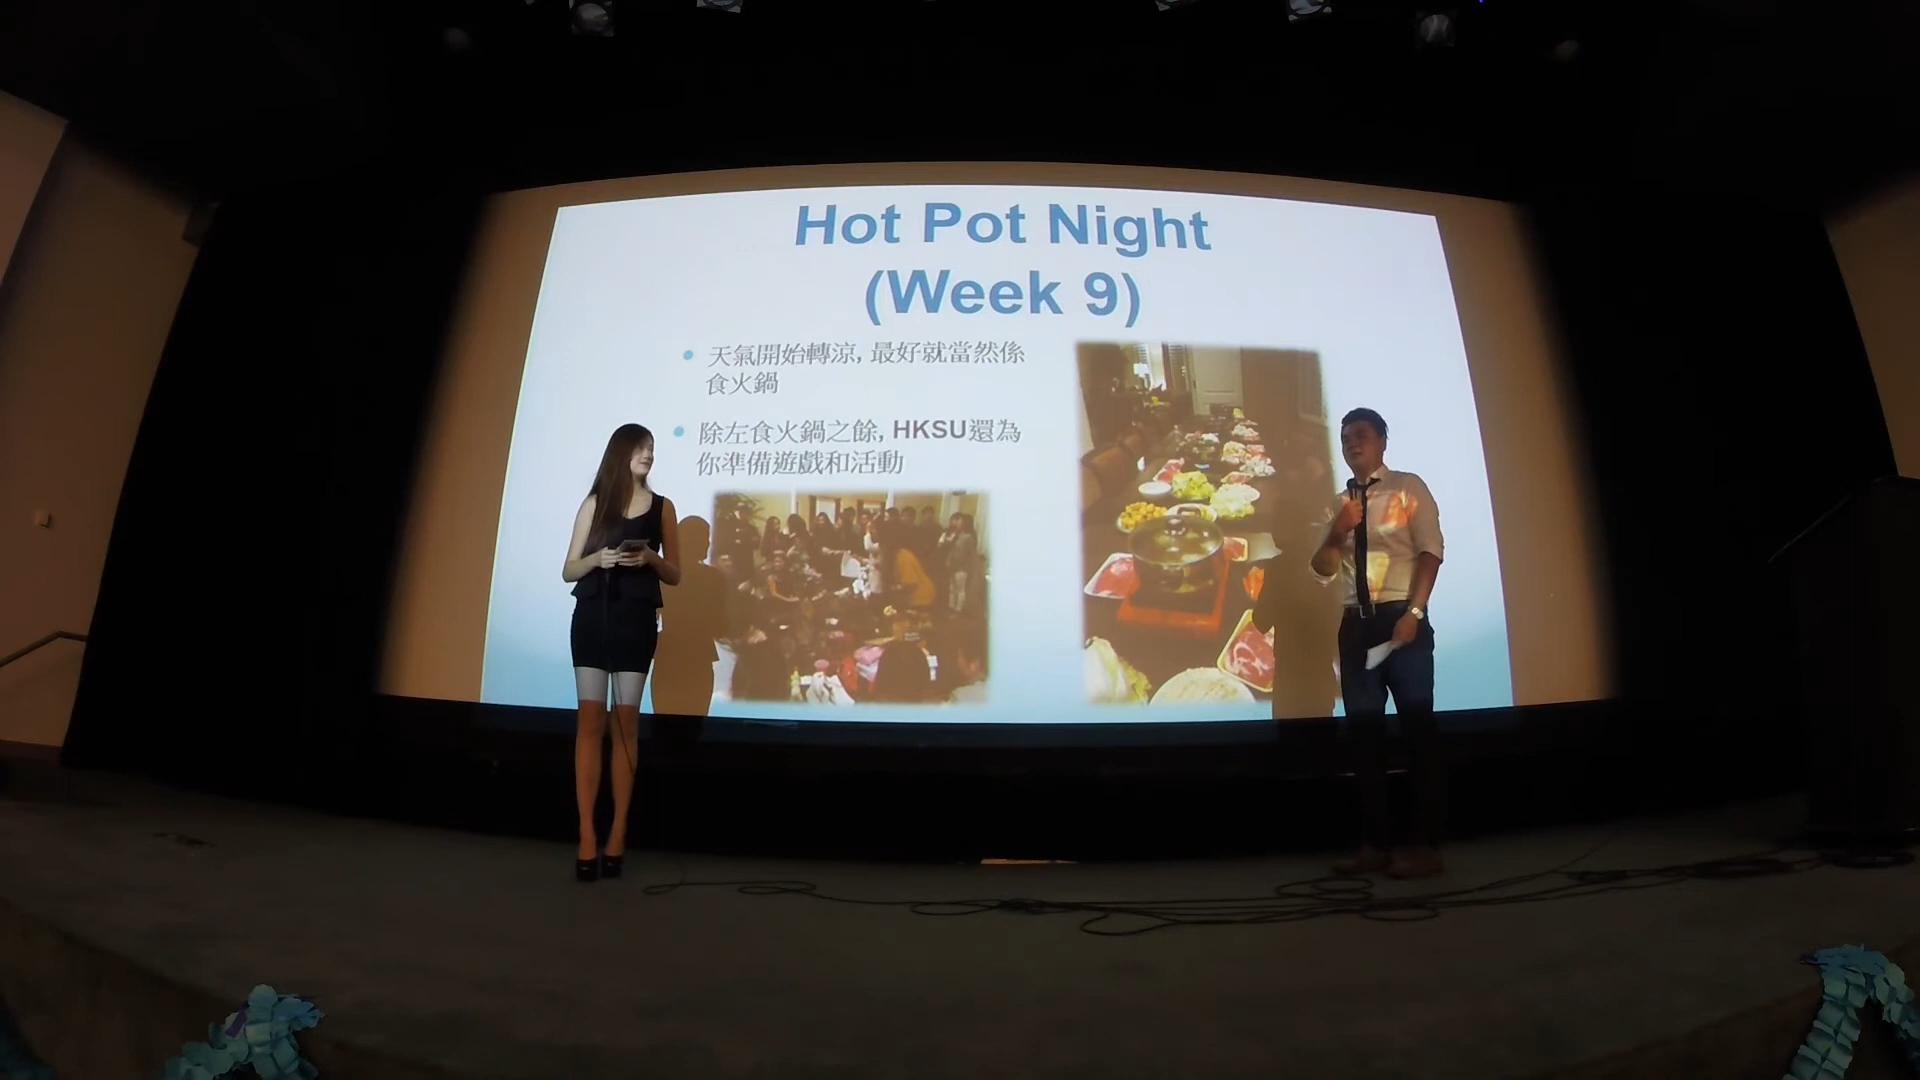 Hot Pot Night
(Week 9)
天氣開始轉涼, 最好就當然係
食火鍋
除左食火鍋之餘, HKSU還為
你準備遊戲和活動